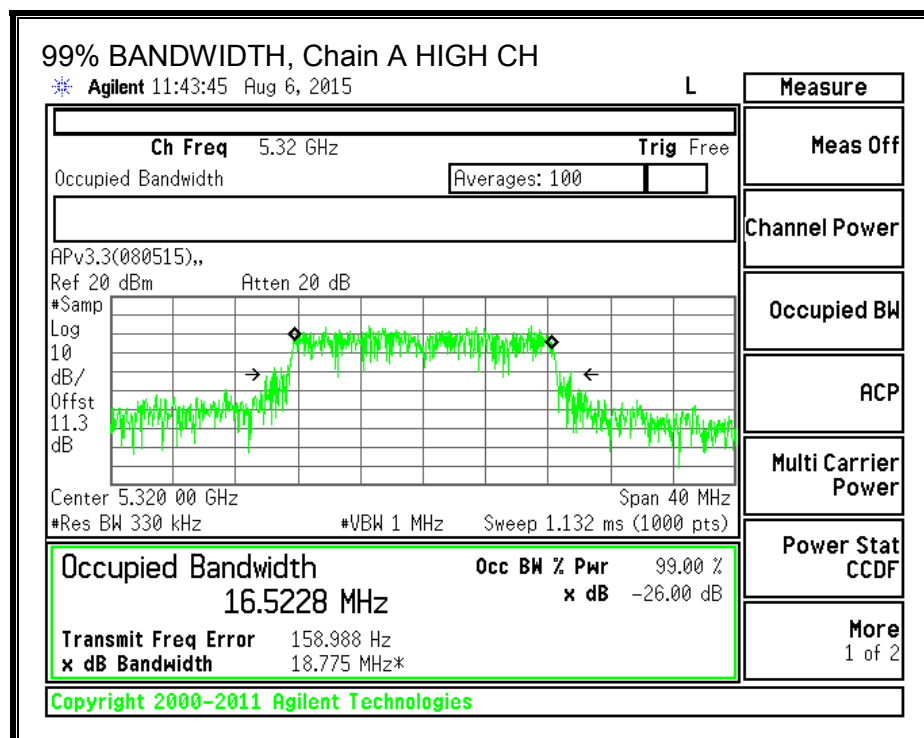 99% BANDWIDTH, Chain A HIGH CH
Agilent 11:43:45 Aug 6, 2015 L
Ch Freq 5.32 GHz Trig Free
Occupied Bandwidth Averages: 100
APv3.3(080515),,
Ref 20 dBm Atten 20 dB
#Samp
Log
10
dB/
Offst
11.3
dB
Center 5.320 00 GHz Span 40 MHz
#Res BW 330 kHz #VBW 1 MHz Sweep 1.132 ms (1000 pts)
Occupied Bandwidth Occ BW % Pwr 99.00 %
16.5228 MHz x dB -26.00 dB
Transmit Freq Error 158.988 Hz
x dB Bandwidth 18.775 MHz*
Copyright 2000-2011 Agilent Technologies
Measure
Meas Off
Channel Power
Occupied BW
ACP
Multi Carrier
Power
Power Stat
CCDF
More
1 of 2